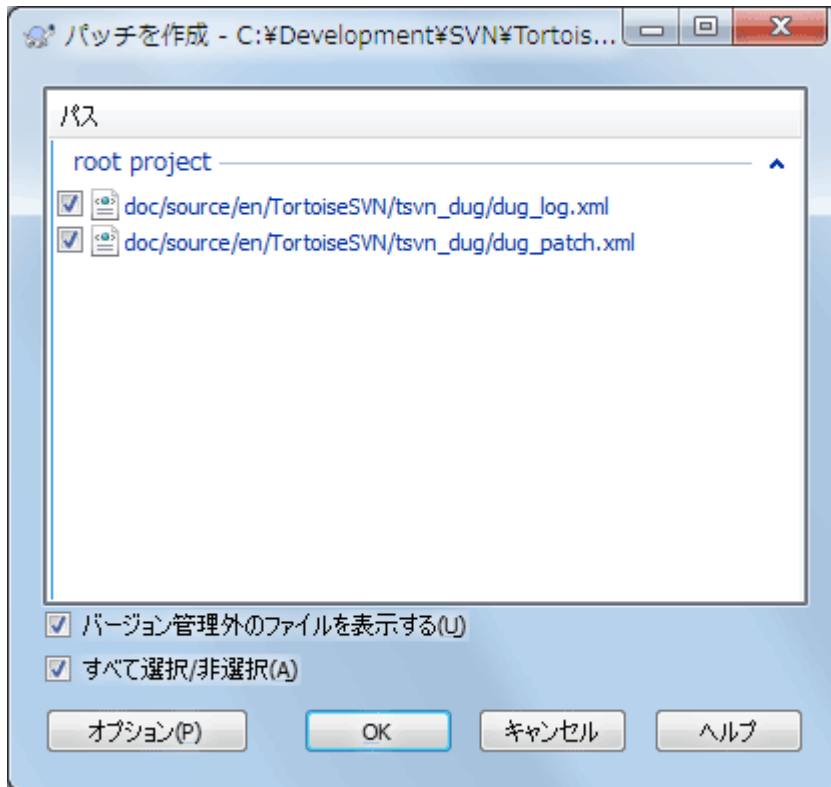 パッチを作成 - C:¥Development¥SVN¥Tortois...
パス
root project
doc/source/en/TortoiseSVN/tsvn_dug/dug_log.xml
doc/source/en/TortoiseSVN/tsvn_dug/dug_patch.xml
バージョン管理外のファイルを表示する(U)
すべて選択/非選択(A)
オプション(P) OK キャンセル ヘルプ